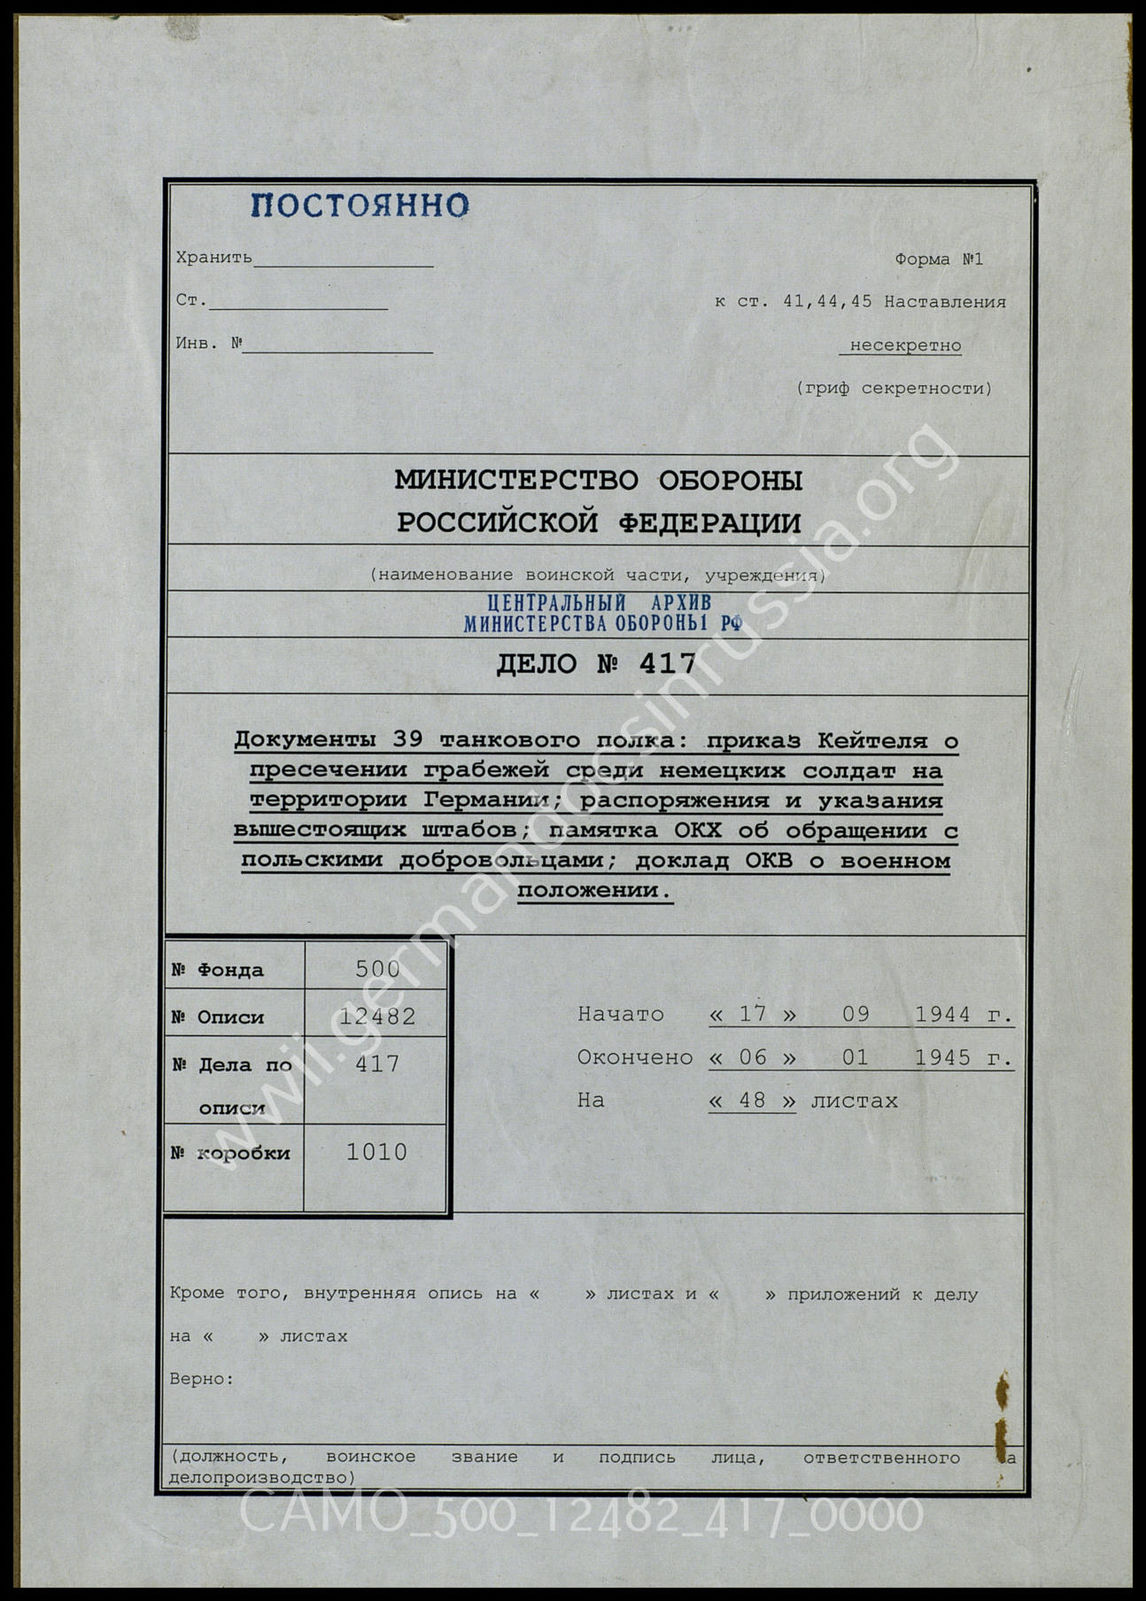 ПОСТОЯННО
Хранить
Форма №1
Ст.
к ст. 41,44,45 Наставления
Инв. №
несекретно
(гриф секретности)
МИНИСТЕРСТВО ОБОРОНЫ
РОССИЙСКОЙ ФЕДЕРАЦИИ
(наименование воинской части, учреждения)
ЦЕНТРАЛЬНЫЙ АРХИВ
МИНИСТЕРСТВА ОБОРОНЫ РФ
ДЕЛО № 417
Документы 39 танкового полка: приказ Кейтеля о
пресечении грабежей среди немецких солдат на
территории Германии; распоряжения и указания
вышестоящих штабов; памятка ОКХ об обращении с
польскими добровольцами; доклад ОКВ о военном
положении.
№ Фонда 500
№ Описи 12482
№ Дела по описи 417
№ коробки 1010
Начато « 17 » 09 1944 г.
Окончено « 06 » 01 1945 г.
На « 48 » листах
Кроме того, внутренняя опись на « » листах и « » приложений к делу
на « » листах
Верно:
(должность, воинское звание и подпись лица, ответственного за
делопроизводство)
www.wwii.germandocsinrussia.org
CAMO_500_12482_417_0000